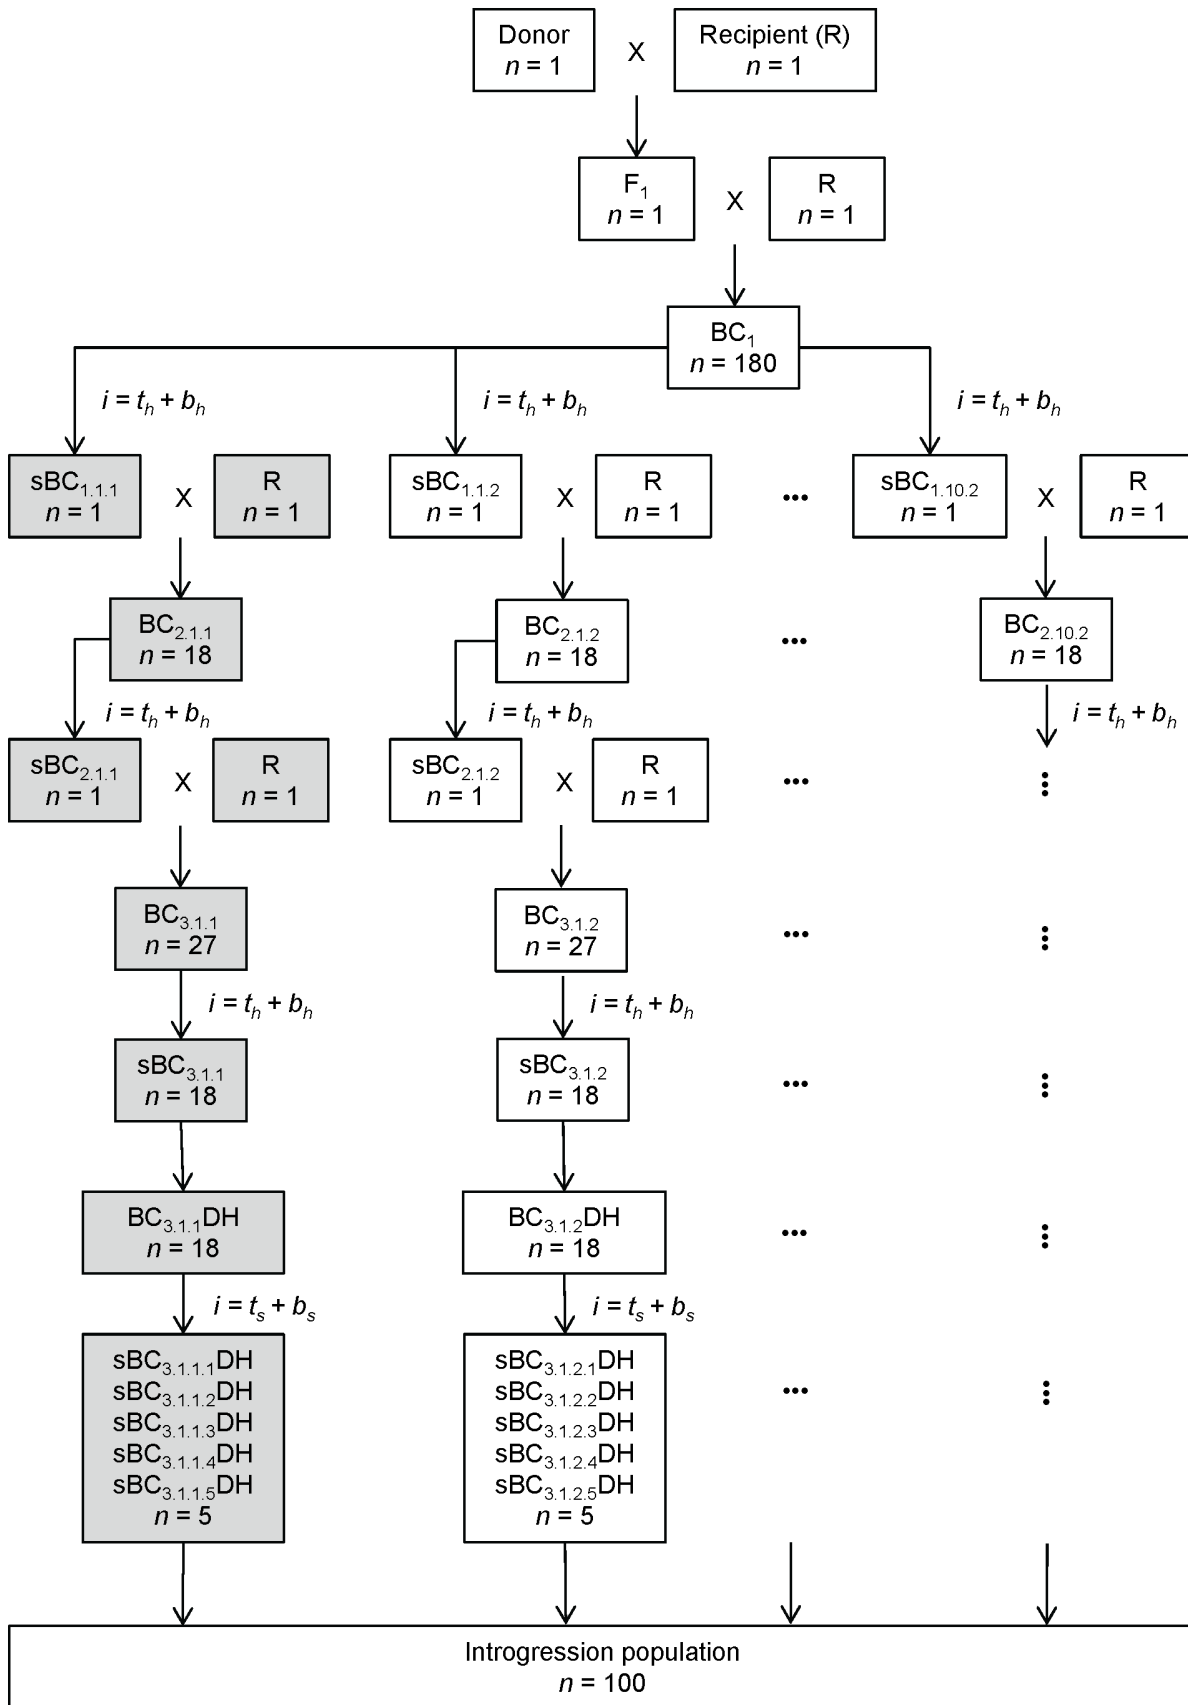 Donor
n = 1
X
Recipient (R)
n = 1
F₁
n = 1
X
R
n = 1
BC₁
n = 180
i = tₕ + bₕ
i = tₕ + bₕ
i = tₕ + bₕ
sBC₁.₁.₁
n = 1
X
R
n = 1
sBC₁.₁.₂
n = 1
X
R
n = 1
•••
sBC₁.₁₀.₂
n = 1
X
R
n = 1
BC₂.₁.₁
n = 18
BC₂.₁.₂
n = 18
•••
BC₂.₁₀.₂
n = 18
i = tₕ + bₕ
i = tₕ + bₕ
i = tₕ + bₕ
sBC₂.₁.₁
n = 1
X
R
n = 1
sBC₂.₁.₂
n = 1
X
R
n = 1
•••
BC₃.₁.₁
n = 27
BC₃.₁.₂
n = 27
•••
i = tₕ + bₕ
i = tₕ + bₕ
sBC₃.₁.₁
n = 18
sBC₃.₁.₂
n = 18
•••
BC₃.₁.₁DH
n = 18
BC₃.₁.₂DH
n = 18
•••
i = tₛ + bₛ
i = tₛ + bₛ
sBC₃.₁.₁.₁DH
sBC₃.₁.₁.₂DH
sBC₃.₁.₁.₃DH
sBC₃.₁.₁.₄DH
sBC₃.₁.₁.₅DH
n = 5
sBC₃.₁.₂.₁DH
sBC₃.₁.₂.₂DH
sBC₃.₁.₂.₃DH
sBC₃.₁.₂.₄DH
sBC₃.₁.₂.₅DH
n = 5
•••
Introgression population
n = 100